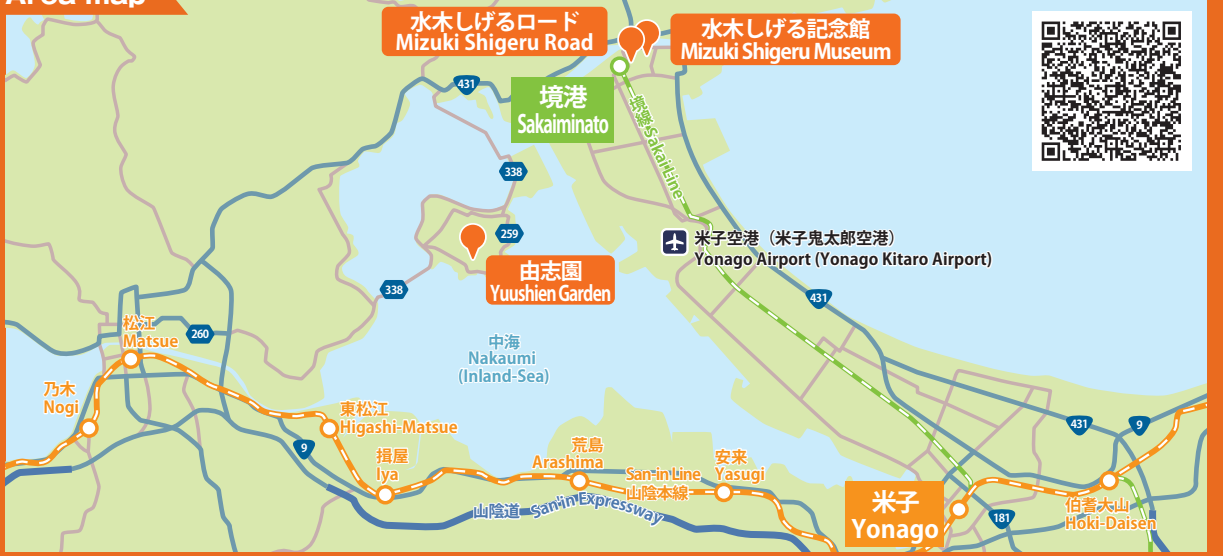 Area map
水木しげるロード
Mizuki Shigeru Road
水木しげる記念館
Mizuki Shigeru Museum
431
境港
Sakaiminato
境線 Sakai Line
338
259
米子空港（米子鬼太郎空港）
Yonago Airport (Yonago Kitaro Airport)
由志園
Yuushien Garden
338
431
松江
Matsue
260
中海
Nakaumi
(Inland-Sea)
乃木
Nogi
東松江
Higashi-Matsue
431
9
9
揖屋
Iya
荒島
Arashima
San-in Line
山陰本線
安来
Yasugi
米子
Yonago
伯耆大山
Hoki-Daisen
山陰道 San'in Expressway
181